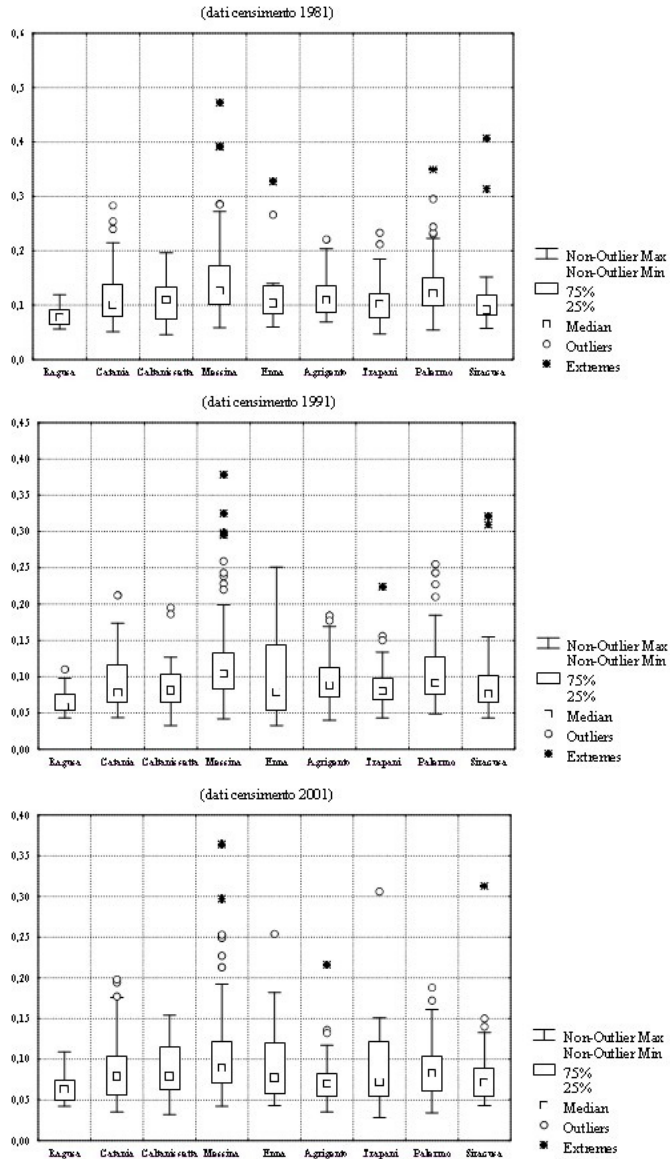 (dati censimento 1981)
0,6
0,5
0,4
0,3
0,2
0,1
0,0
Ragusa Catania Caltanissetta Messina Enna Agrigento Trapani Palermo Siracusa
Non-Outlier Max
Non-Outlier Min
75%
25%
Median
Outliers
Extremes
(dati censimento 1991)
0,45
0,40
0,35
0,30
0,25
0,20
0,15
0,10
0,05
0,00
Ragusa Catania Caltanissetta Messina Enna Agrigento Trapani Palermo Siracusa
Non-Outlier Max
Non-Outlier Min
75%
25%
Median
Outliers
Extremes
(dati censimento 2001)
0,40
0,35
0,30
0,25
0,20
0,15
0,10
0,05
0,00
Ragusa Catania Caltanissetta Messina Enna Agrigento Trapani Palermo Siracusa
Non-Outlier Max
Non-Outlier Min
75%
25%
Median
Outliers
Extremes